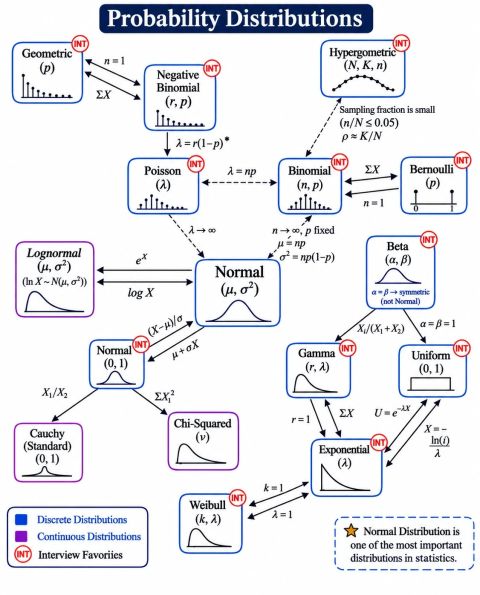 Probability Distributions
INT
Geometric
(p)
n = 1
ΣX
INT
Negative
Binomial
(r, p)
INT
Hypergometric
(N, K, n)
Sampling fraction is small
(n/N ≤ 0.05)
ρ ≈ K/N
λ = r(1−p)*
INT
Poisson
(λ)
λ = np
INT
Binomial
(n, p)
ΣX
n = 1
INT
Bernoulli
(p)
0 1
λ → ∞
n → ∞, p fixed
μ = np
σ² = np(1−p)
Lognormal
(μ, σ²)
(ln X ~ N(μ, σ²))
e^X
log X
Normal
(μ, σ²)
INT
Beta
(α, β)
α = β → symmetric
(not Normal)
(X−μ)/σ
μ + σX
INT
Normal
(0, 1)
X₁/X₂
ΣX₁²
Cauchy
(Standard)
(0, 1)
Chi-Squared
(ν)
X₁/(X₁ + X₂)
α = β = 1
INT
Gamma
(r, λ)
INT
Uniform
(0, 1)
r = 1
ΣX
U = e^−λX
X = −
ln(i)
λ
INT
Exponential
(λ)
k = 1
λ = 1
INT
Weibull
(k, λ)
Discrete Distributions
Continuous Distributions
INT Interview Favoriies
Normal Distribution is
one of the most important
distributions in statistics.